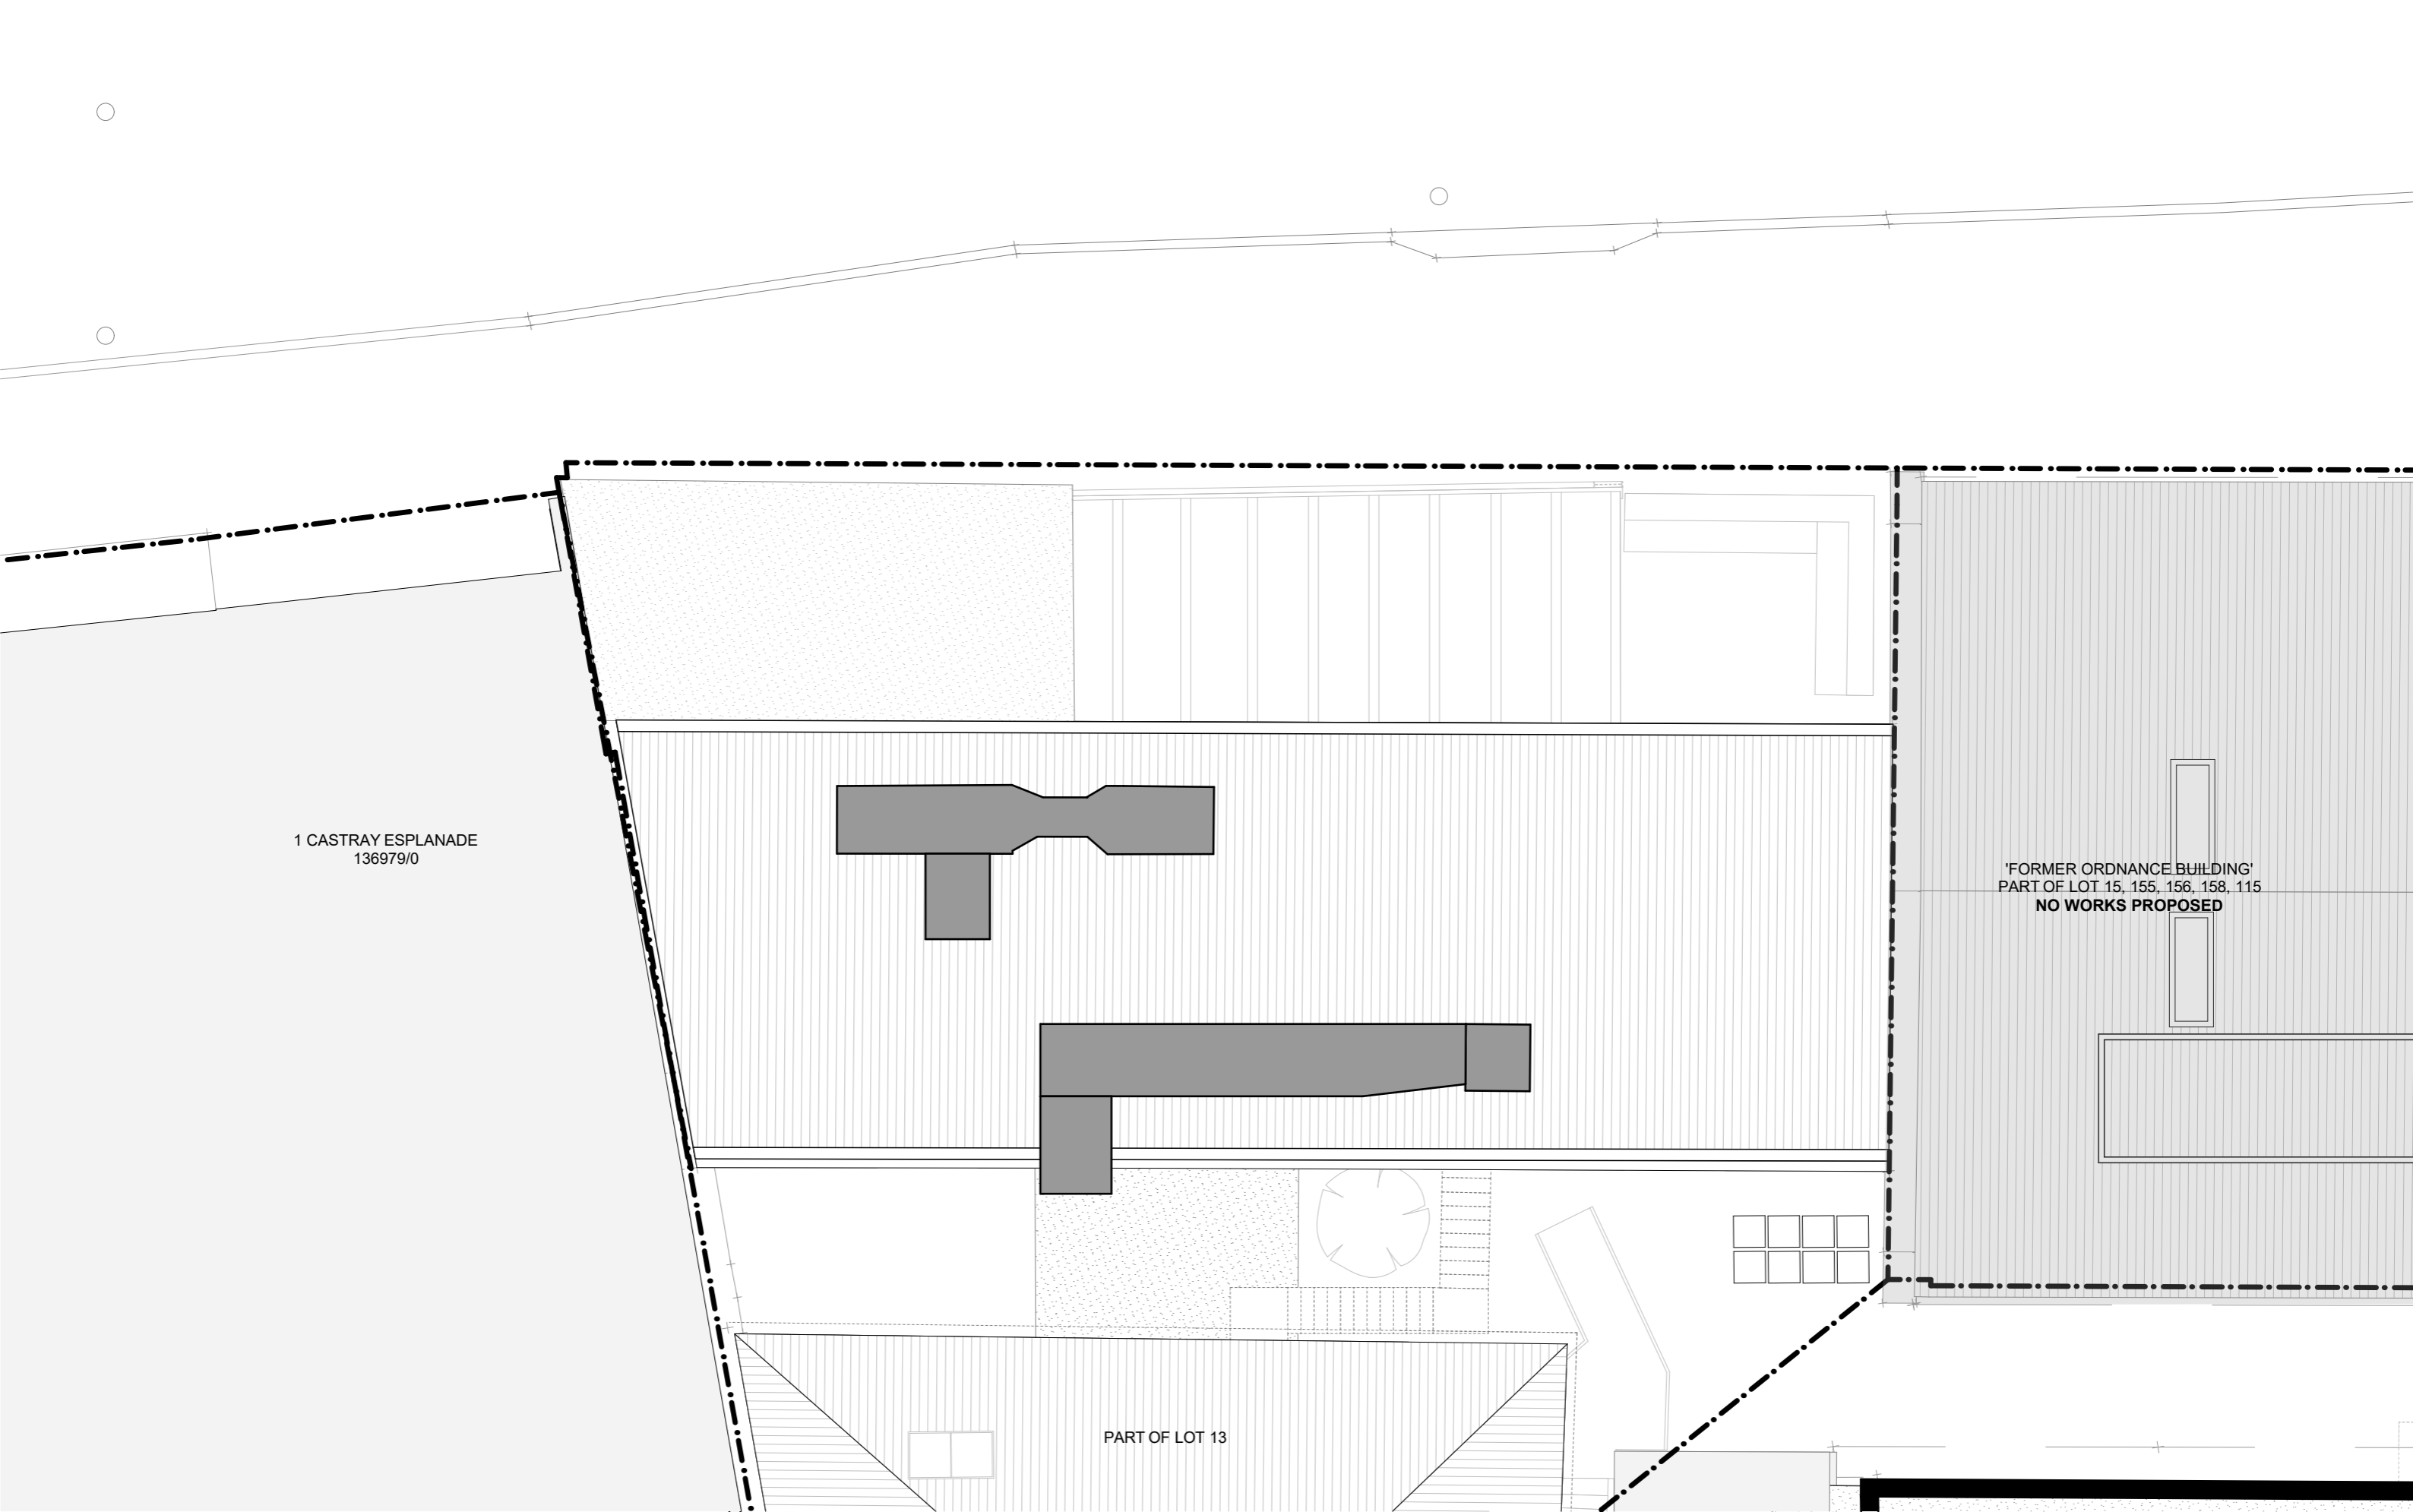 1 CASTRAY ESPLANADE
136979/0
'FORMER ORDNANCE BUILDING'
PART OF LOT 15, 155, 156, 158, 115
NO WORKS PROPOSED
PART OF LOT 13